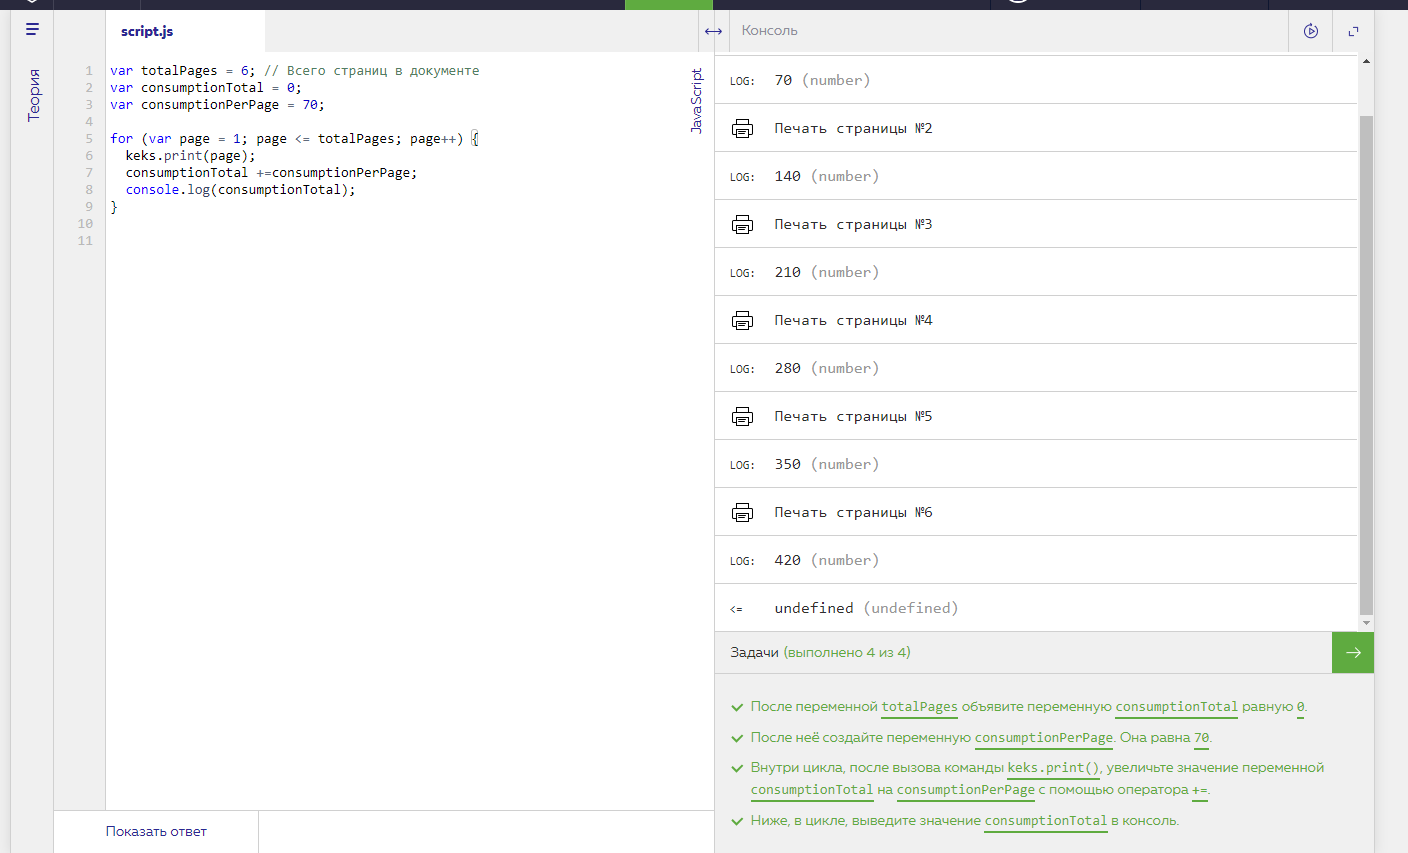 Теория
script.js
1 var totalPages = 6; // Всего страниц в документе
2 var consumptionTotal = 0;
3 var consumptionPerPage = 70;
4
5 for (var page = 1; page <= totalPages; page++) {
6 keks.print(page);
7 consumptionTotal +=consumptionPerPage;
8 console.log(consumptionTotal);
9 }
10
11
Показать ответ
JavaScript
Консоль
LOG: 70 (number)
Печать страницы №2
LOG: 140 (number)
Печать страницы №3
LOG: 210 (number)
Печать страницы №4
LOG: 280 (number)
Печать страницы №5
LOG: 350 (number)
Печать страницы №6
LOG: 420 (number)
<= undefined (undefined)
Задачи (выполнено 4 из 4)
После переменной totalPages объявите переменную consumptionTotal равную 0.
После неё создайте переменную consumptionPerPage. Она равна 70.
Внутри цикла, после вызова команды keks.print(), увеличьте значение переменной
consumptionTotal на consumptionPerPage с помощью оператора +=.
Ниже, в цикле, выведите значение consumptionTotal в консоль.